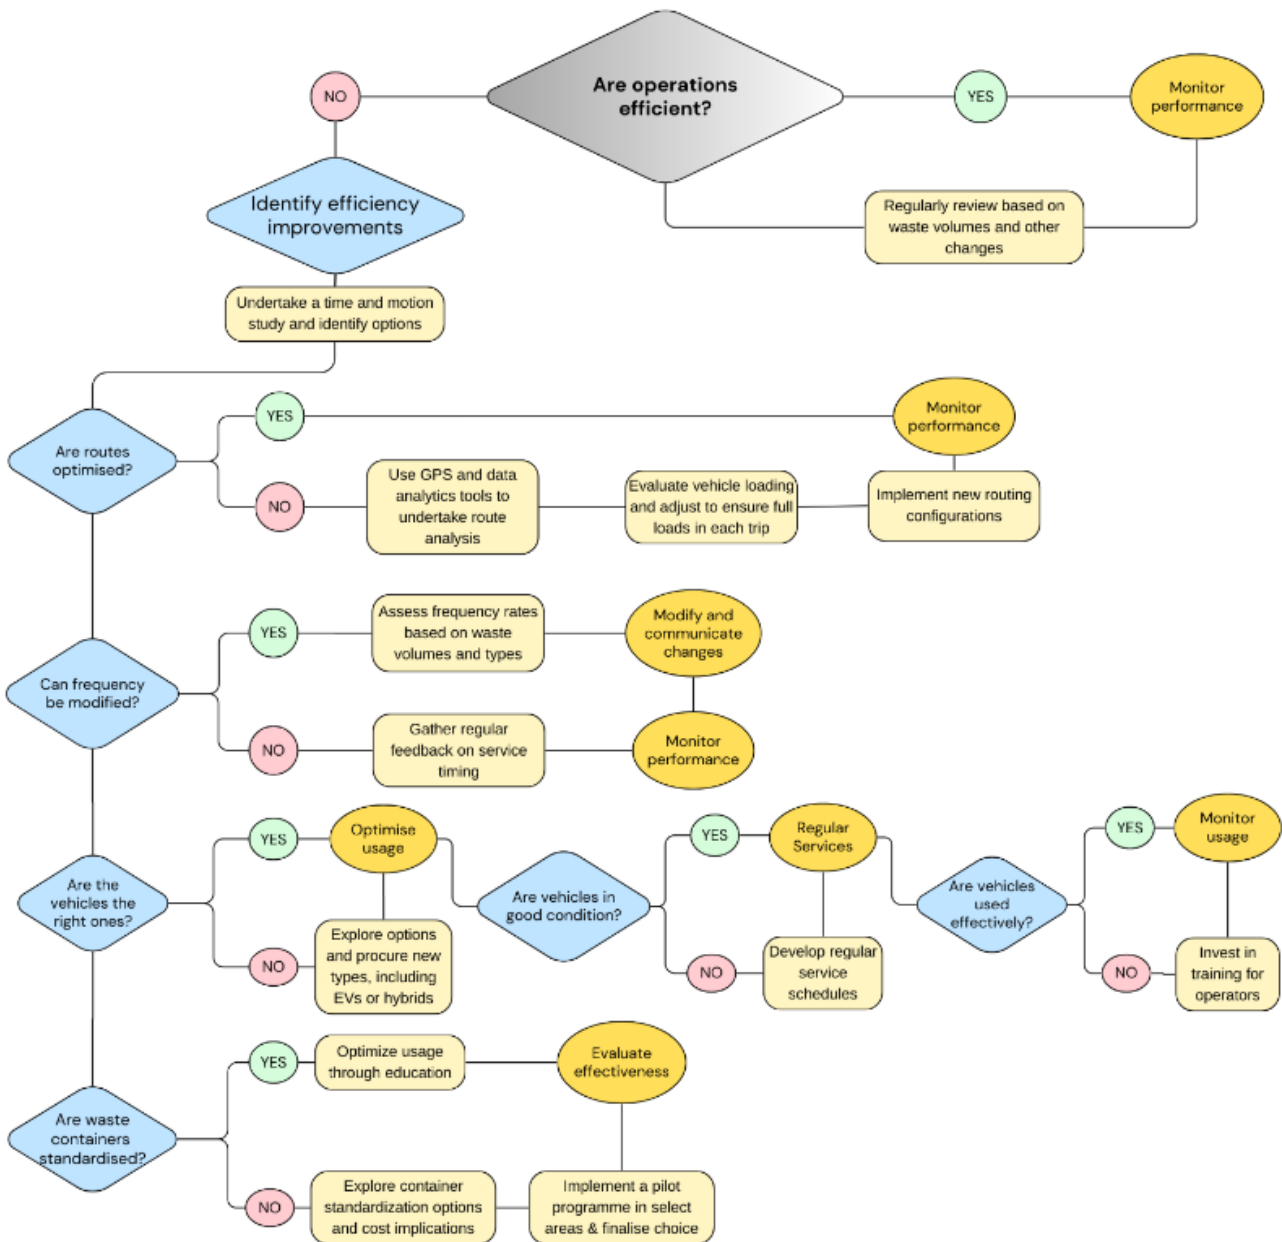 Are operations
efficient?
NO
YES
Monitor
performance
Identify efficiency
improvements
Regularly review based on
waste volumes and other
changes
Undertake a time and motion
study and identify options
Are routes
optimised?
YES
Monitor
performance
NO
Use GPS and data
analytics tools to
undertake route
analysis
Evaluate vehicle loading
and adjust to ensure full
loads in each trip
Implement new routing
configurations
Can frequency
be modified?
YES
Assess frequency rates
based on waste
volumes and types
Modify and
communicate
changes
NO
Gather regular
feedback on service
timing
Monitor
performance
Are the
vehicles the
right ones?
YES
Optimise
usage
NO
Explore options
and procure new
types, including
EVs or hybrids
Are vehicles in
good condition?
YES
Regular
Services
NO
Develop regular
service
schedules
Are vehicles
used
effectively?
YES
Monitor
usage
NO
Invest in
training for
operators
Are waste
containers
standardised?
YES
Optimize usage
through education
Evaluate
effectiveness
NO
Explore container
standardization options
and cost implications
Implement a pilot
programme in select
areas & finalise choice